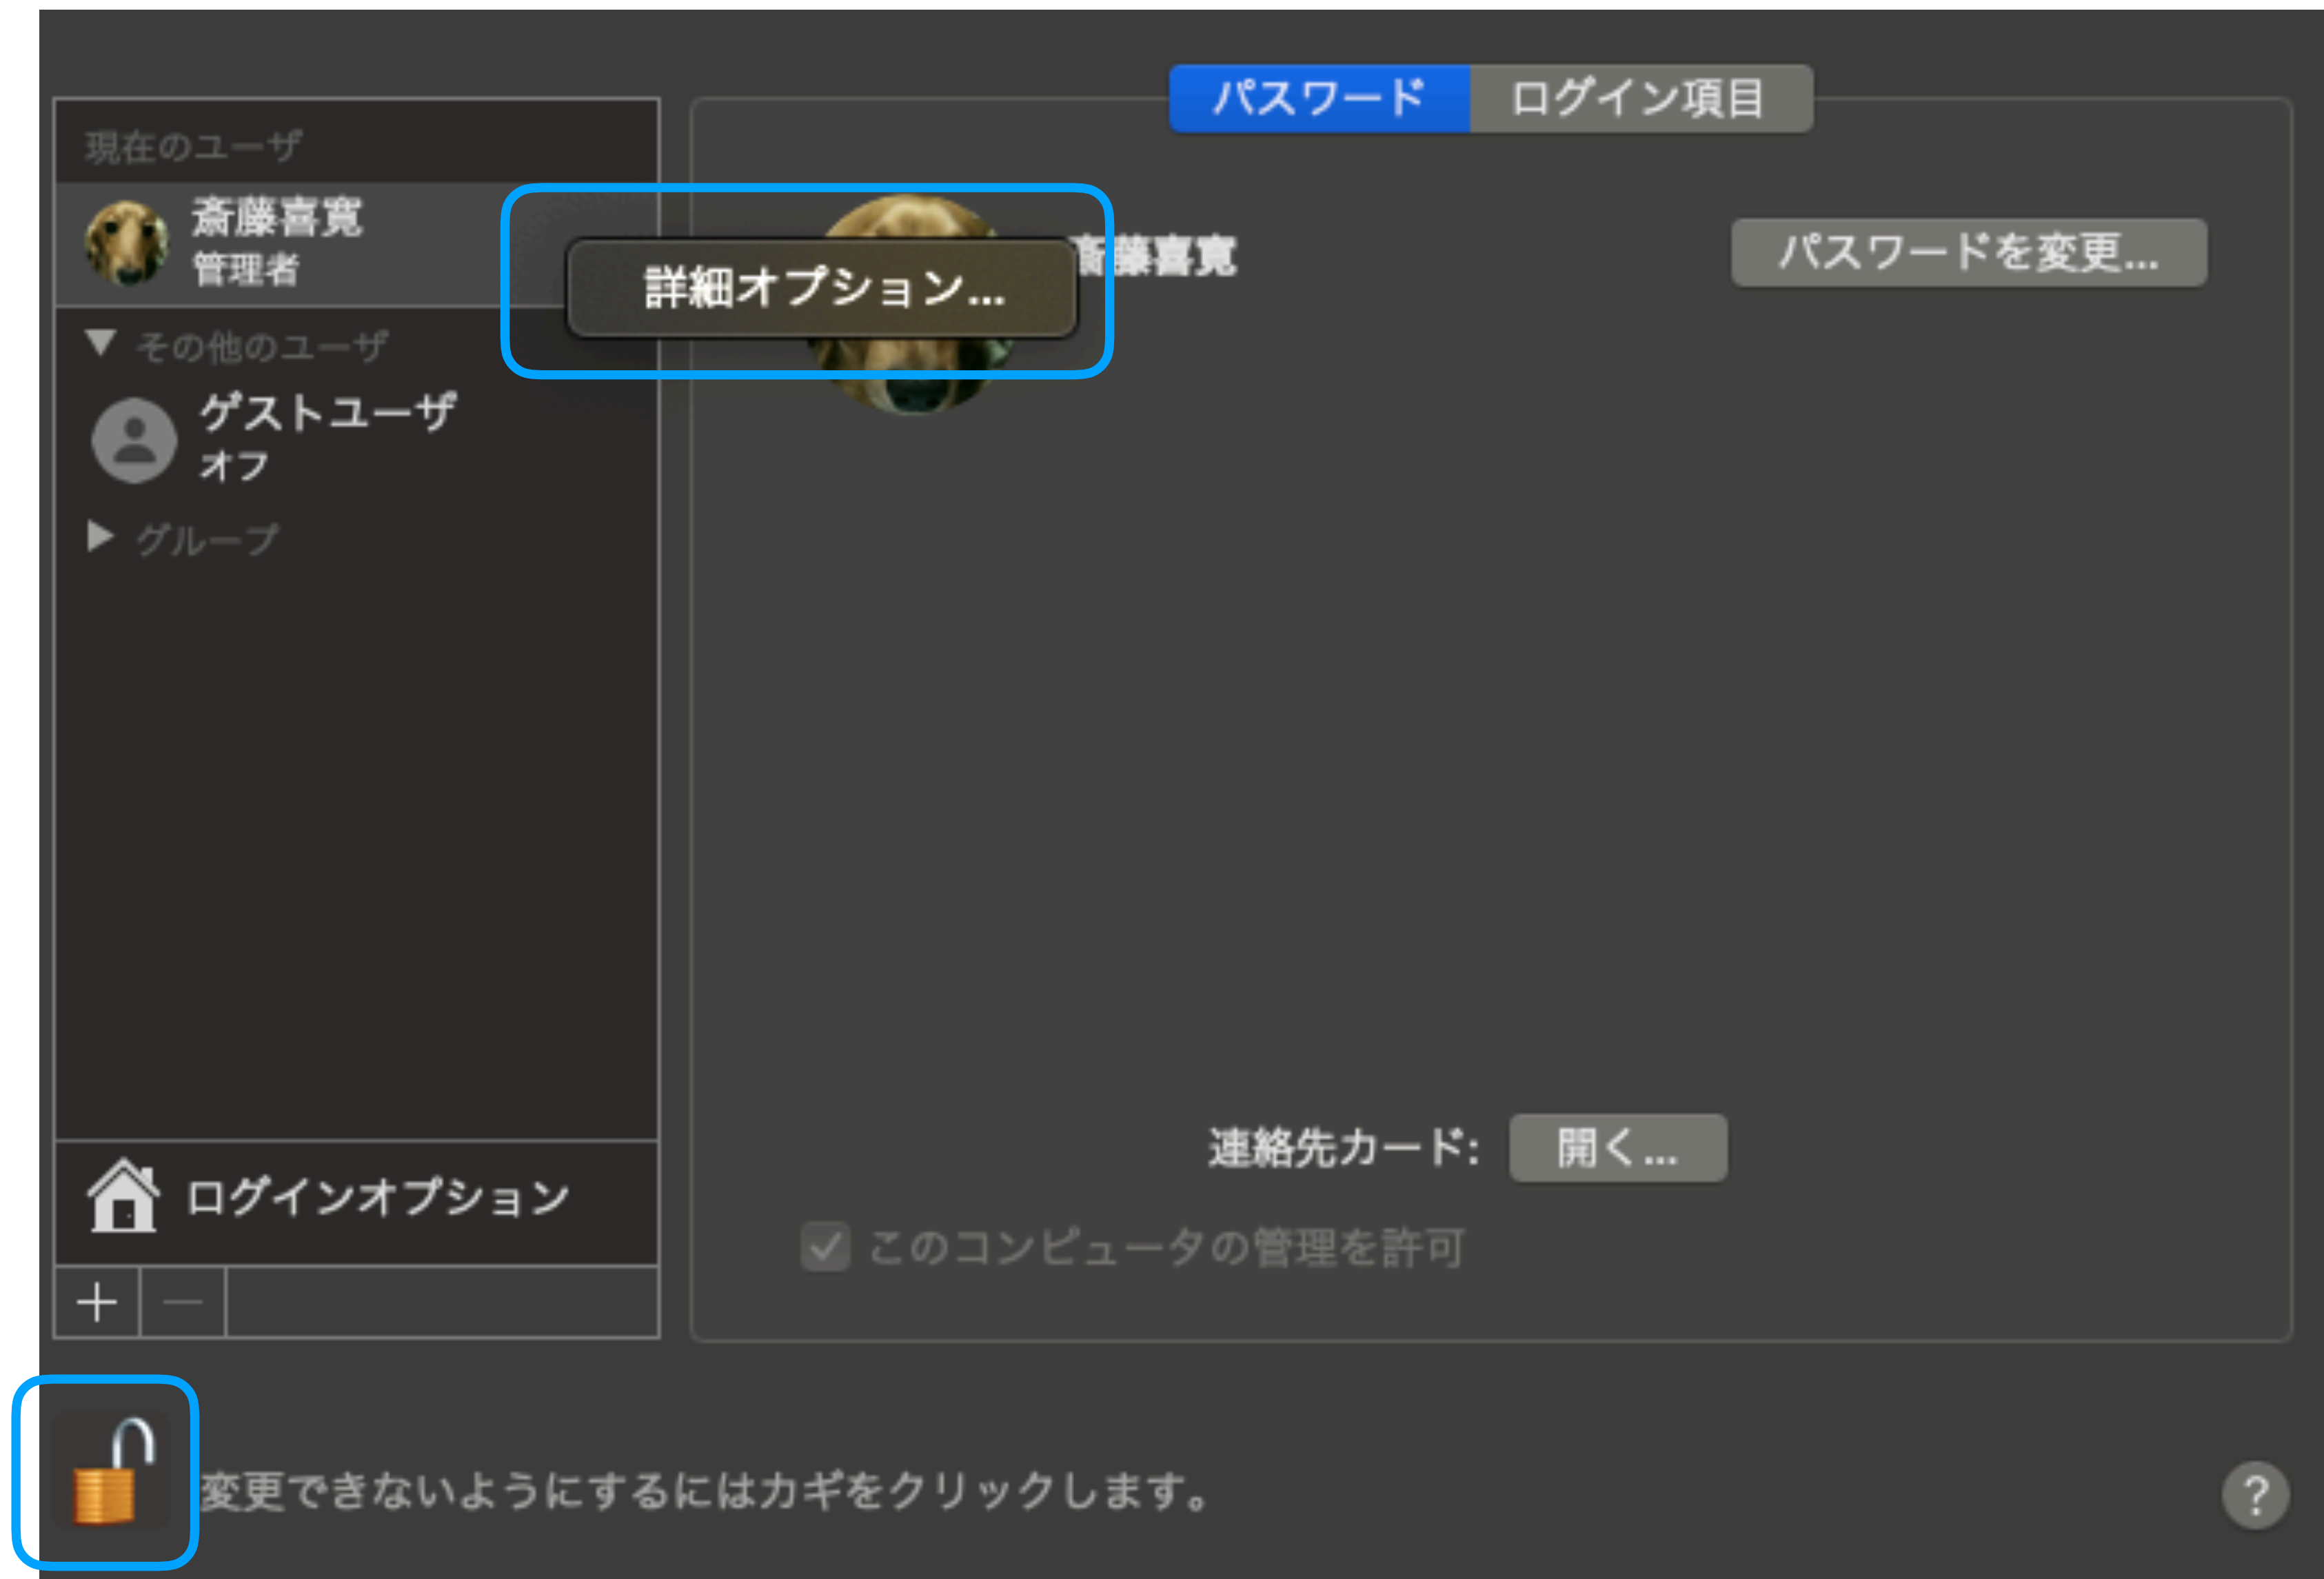 パスワード
ログイン項目
現在のユーザ
斎藤喜寛
管理者
その他のユーザ
ゲストユーザ
オフ
グループ
詳細オプション...
斎藤喜寛
パスワードを変更...
連絡先カード:
開く...
このコンピュータの管理を許可
ログインオプション
変更できないようにするにはカギをクリックします。
?